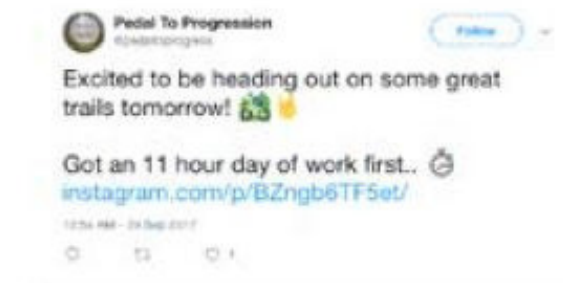 Pedal To Progression
Follow
Excited to be heading out on some great
trails tomorrow!
Got an 11 hour day of work first..
instagram.com/p/BZngb6TF5et/
1